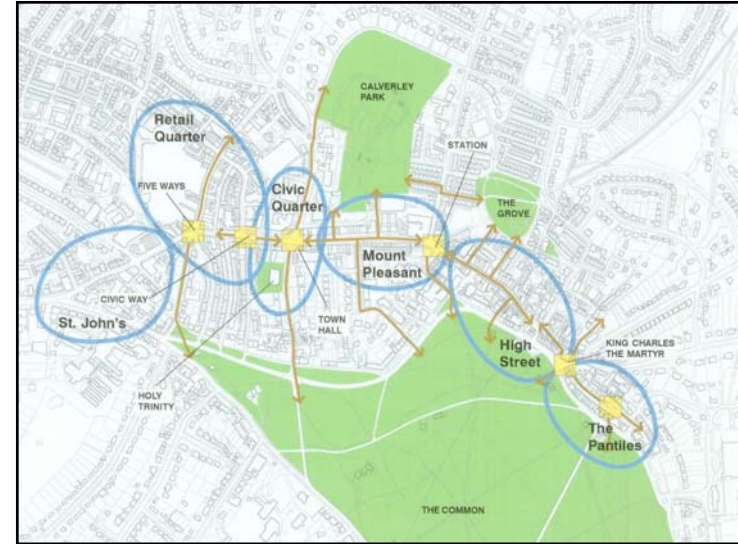 CALVERLEY
PARK
Retail
Quarter
STATION
FIVE WAYS
Civic
Quarter
THE
GROVE
Mount
Pleasant
CIVIC WAY
St. John's
TOWN
HALL
High
Street
KING CHARLES
THE MARTYR
HOLY
TRINITY
The
Pantiles
THE COMMON